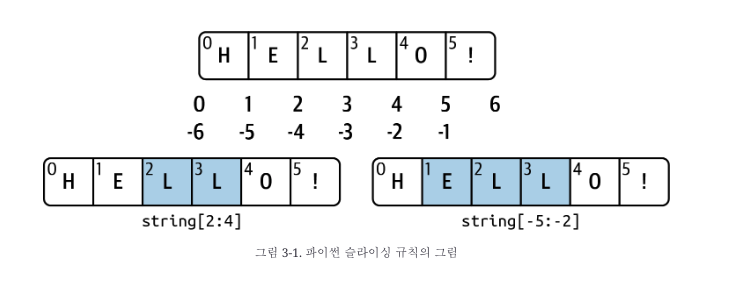 0 H 1 E 2 L 3 L 4 O 5 !
0 1 2 3 4 5 6
-6 -5 -4 -3 -2 -1
0 H 1 E 2 L 3 L 4 O 5 !
string[2:4]
0 H 1 E 2 L 3 L 4 O 5 !
string[-5:-2]
그림 3-1. 파이썬 슬라이싱 규칙의 그림